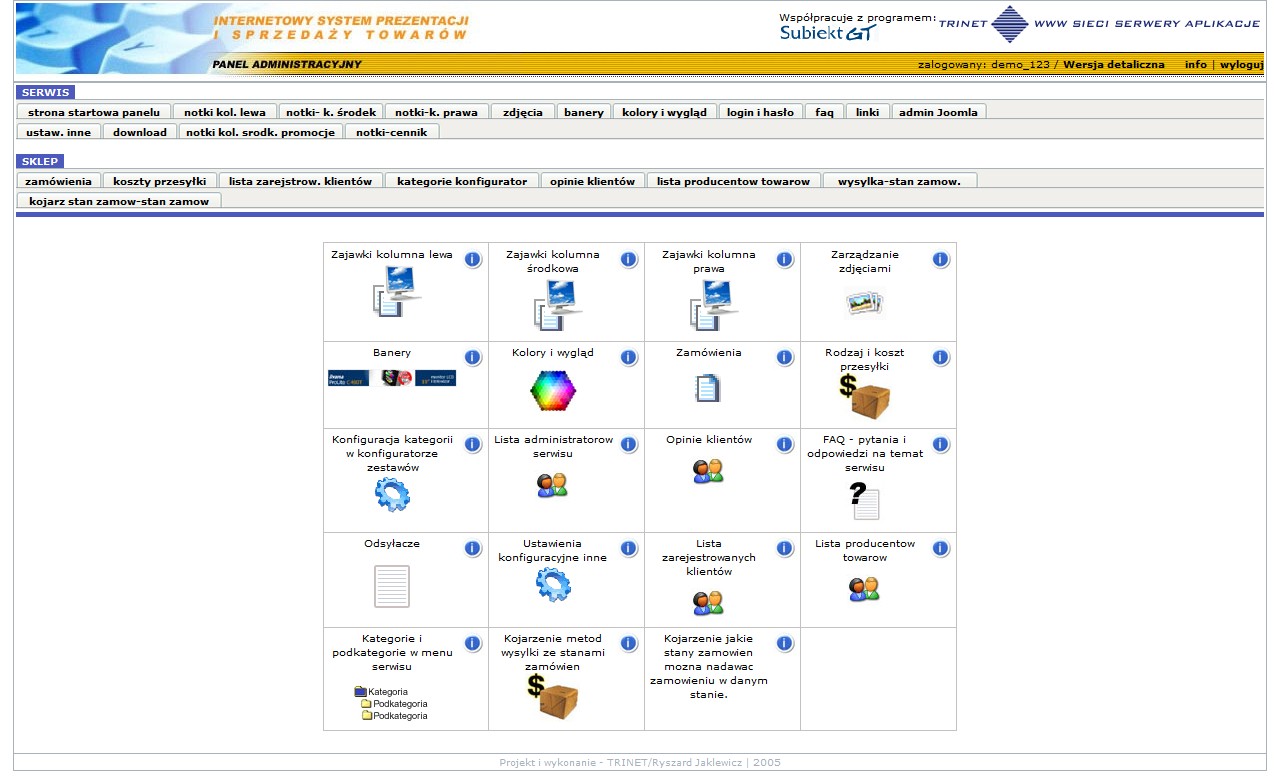 INTERNETOWY SYSTEM PREZENTACJI
I SPRZEDAŻY TOWARÓW
Współpracuje z programem:
Subiekt GT
TRINET WWW SIECI SERWERY APLIKACJE
PANEL ADMINISTRACYJNY
zalogowany: demo_123 / Wersja detaliczna info | wyloguj
SERWIS
strona startowa panelu notki kol. lewa notki- k. środek notki-k. prawa zdjęcia banery kolory i wygląd login i hasło faq linki admin Joomla
ustaw. inne download notki kol. srodk. promocje notki-cennik
SKLEP
zamówienia koszty przesyłki lista zarejstrow. klientów kategorie konfigurator opinie klientów lista producentow towarow wysylka-stan zamow.
kojarz stan zamow-stan zamow
Zajawki kolumna lewa
Zajawki kolumna
środkowa
Zajawki kolumna
prawa
Zarządzanie
zdjęciami
Banery
Kolory i wygląd
Zamówienia
Rodzaj i koszt
przesyłki
Konfiguracja kategorii
w konfiguratorze
zestawów
Lista administratorow
serwisu
Opinie klientów
FAQ - pytania i
odpowiedzi na temat
serwisu
Odsyłacze
Ustawienia
konfiguracyjne inne
Lista
zarejestrowanych
klientów
Lista producentow
towarow
Kategorie i
podkategorie w menu
serwisu
Kategoria
Podkategoria
Podkategoria
Kojarzenie metod
wysylki ze stanami
zamówien
Kojarzenie jakie
stany zamowien
mozna nadawac
zamowieniu w danym
stanie.
Projekt i wykonanie - TRINET/Ryszard Jaklewicz | 2005